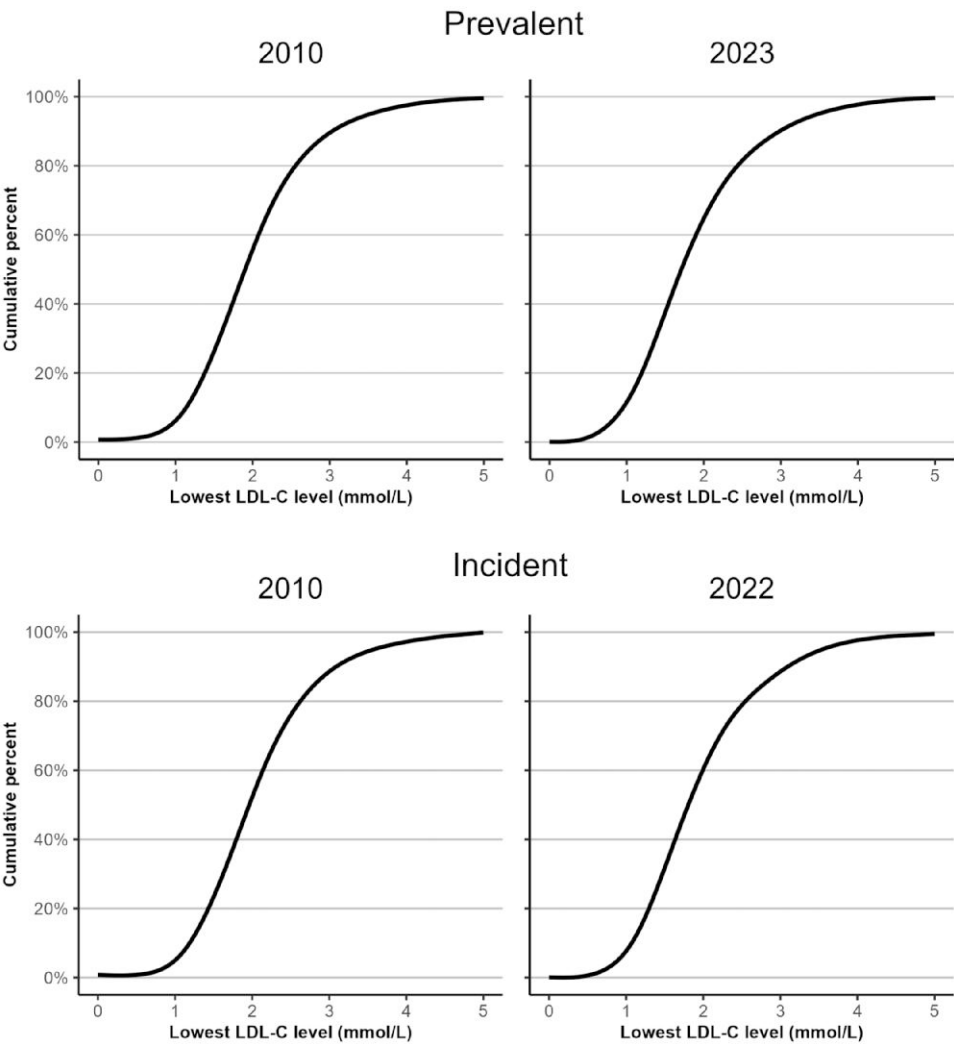 Prevalent
2010 2023
Cumulative percent
100%
80%
60%
40%
20%
0%
0 1 2 3 4 5 0 1 2 3 4 5
Lowest LDL-C level (mmol/L) Lowest LDL-C level (mmol/L)
Incident
2010 2022
Cumulative percent
100%
80%
60%
40%
20%
0%
0 1 2 3 4 5 0 1 2 3 4 5
Lowest LDL-C level (mmol/L) Lowest LDL-C level (mmol/L)